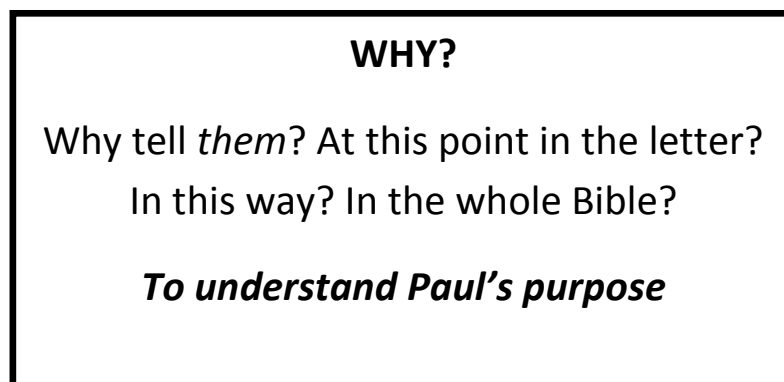 WHY?
Why tell them? At this point in the letter?
In this way? In the whole Bible?
To understand Paul’s purpose